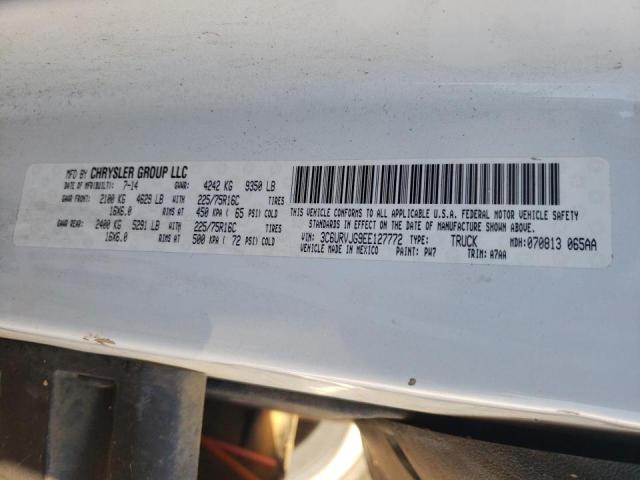 MFD BY CHRYSLER GROUP LLC
DATE OF MFR(BUILT): 7-14 GVWR: 4242 KG 9350 LB
GAWR FRONT: 2100 KG 4629 LB 225/75R16C TIRES
16X6.0 RIMS AT 450 KPA ( 65 PSI) COLD
GAWR REAR: 2400 KG 5291 LB 225/75R16C TIRES
16X6.0 RIMS AT 500 KPA ( 72 PSI) COLD
THIS VEHICLE CONFORMS TO ALL APPLICABLE U.S.A. FEDERAL MOTOR VEHICLE SAFETY
STANDARDS IN EFFECT ON THE DATE OF MANUFACTURE SHOWN ABOVE.
VIN: 3C6URVJG9EE127772 TYPE: TRUCK MDH:070813 065AA
VEHICLE MADE IN MEXICO PAINT: PW7 TRIM: A7AA